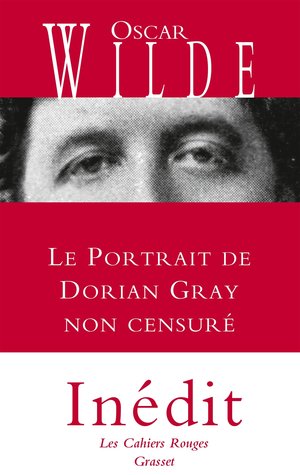 OSCAR
WILDE
LE PORTRAIT DE
DORIAN GRAY
NON CENSURÉ
Inédit
Les Cahiers Rouges
Grasset